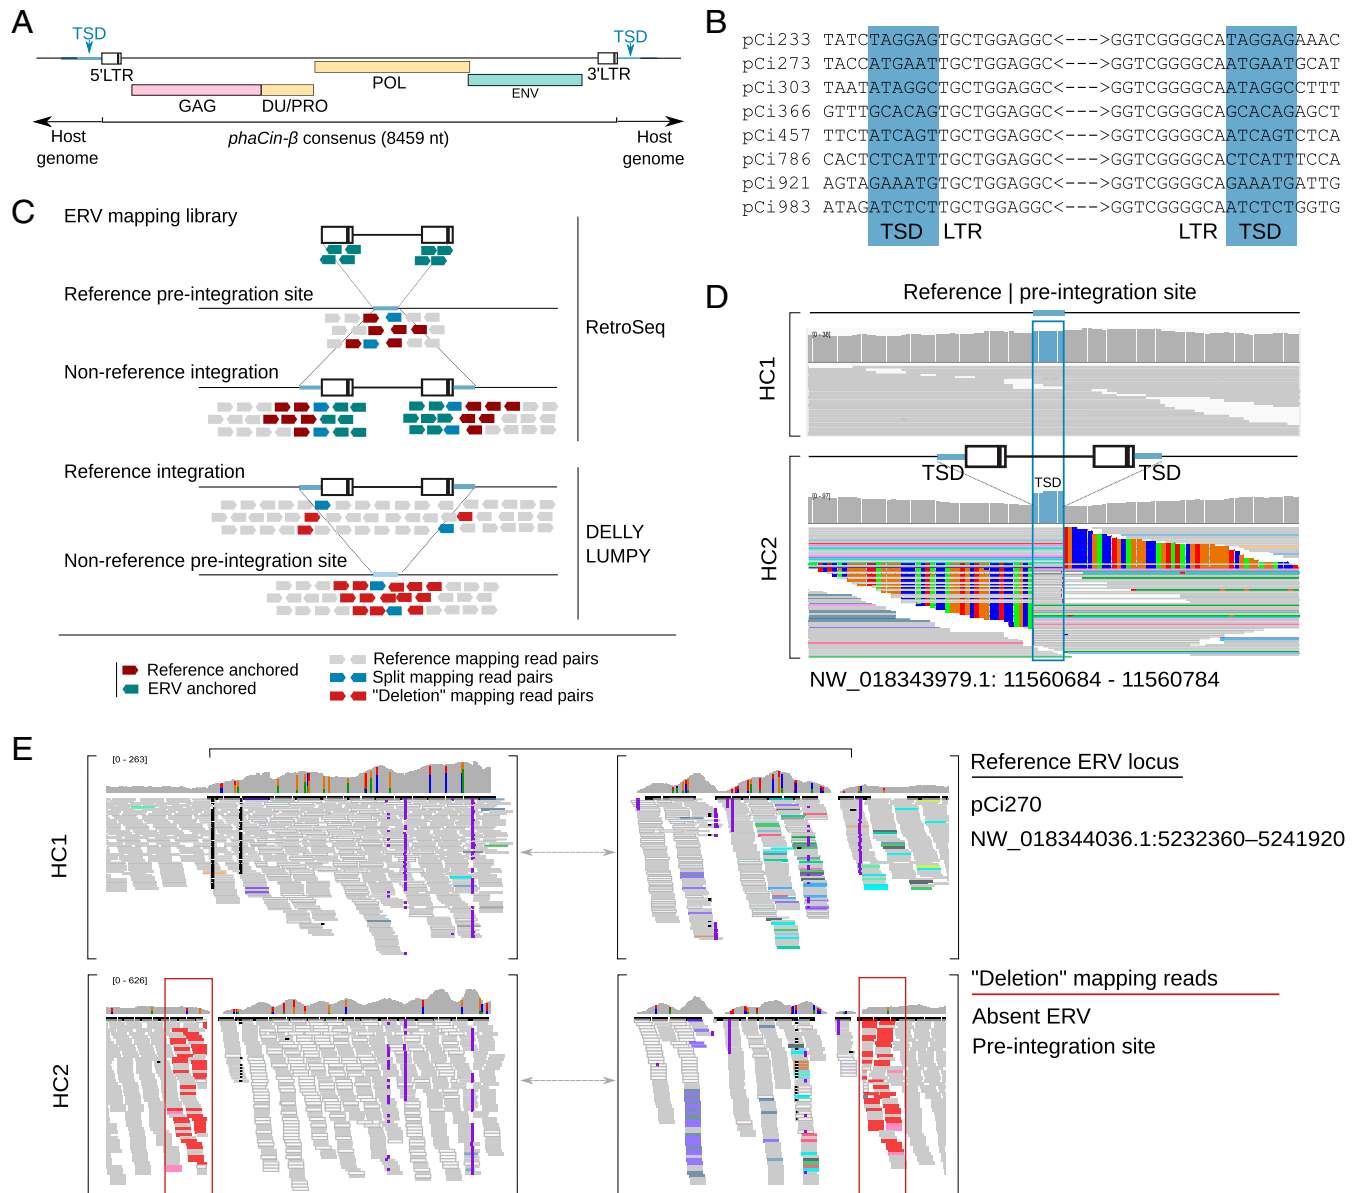 A
TSD
TSD
5'LTR
3'LTR
GAG
DU/PRO
POL
ENV
Host genome
phaCin-β consenus (8459 nt)
Host genome
B
pCi233 TATCTAGGAGTGCTGGAGGC<--->GGTCGGGGCATAGGAGAAAC
pCi273 TACCATGAATTGCTGGAGGC<--->GGTCGGGGCAATGAATGCAT
pCi303 TAATATAGGCTGCTGGAGGC<--->GGTCGGGGCAATAGGCCTTT
pCi366 GTTTGCACAGTGCTGGAGGC<--->GGTCGGGGCAGCACAGAGCT
pCi457 TTCTATCAGTTGCTGGAGGC<--->GGTCGGGGCAATCAGTCTCA
pCi786 CACTCTCATTTGCTGGAGGC<--->GGTCGGGGCACTCATTTCCA
pCi921 AGTAGAAATGTGCTGGAGGC<--->GGTCGGGGCAGAAATGATTG
pCi983 ATAGATCTCTTGCTGGAGGC<--->GGTCGGGGCAATCTCTGGTG
TSD LTR LTR TSD
C
ERV mapping library
Reference pre-integration site
RetroSeq
Non-reference integration
Reference integration
DELLY
LUMPY
Non-reference pre-integration site
Reference anchored
ERV anchored
Reference mapping read pairs
Split mapping read pairs
"Deletion" mapping read pairs
D
Reference | pre-integration site
HC1
[0 - 38]
TSD
TSD
TSD
HC2
[0 - 97]
NW_018343979.1: 11560684 - 11560784
E
HC1
[0 - 263]
Reference ERV locus
pCi270
NW_018344036.1:5232360–5241920
HC2
[0 - 626]
"Deletion" mapping reads
Absent ERV
Pre-integration site